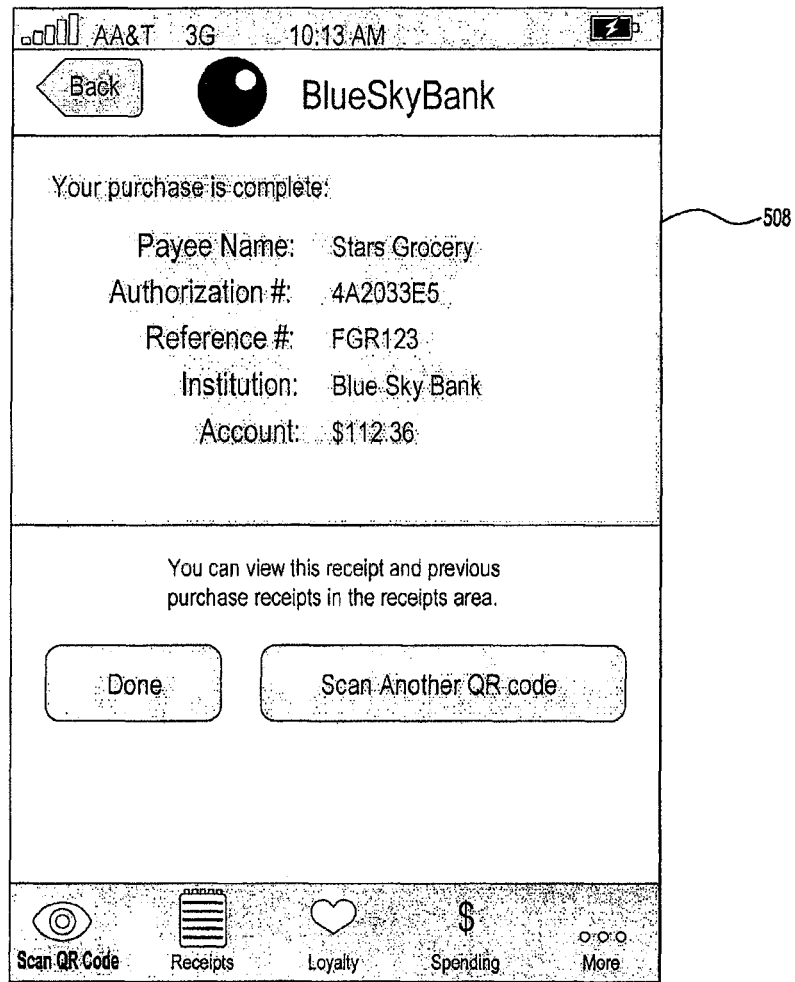 AA&T 3G 10:13 AM
Back BlueSkyBank
Your purchase is complete:
508
Payee Name: Stars Grocery
Authorization #: 4A2033E5
Reference #: FGR123
Institution: Blue Sky Bank
Account: $112.36
You can view this receipt and previous
purchase receipts in the receipts area.
Done Scan Another QR code
$
Scan QR Code Receipts Loyalty Spending More